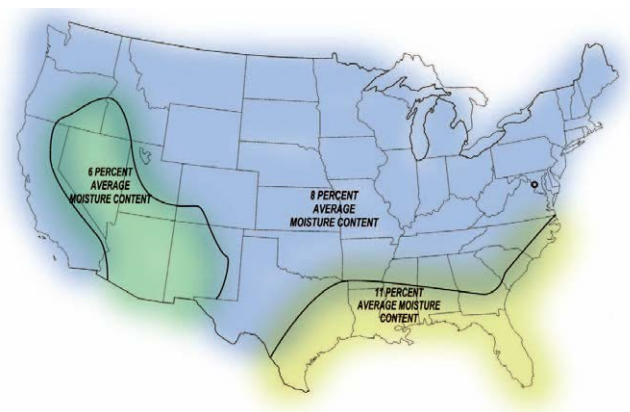 6 PERCENT
AVERAGE
MOISTURE CONTENT
8 PERCENT
AVERAGE
MOISTURE CONTENT
11 PERCENT
AVERAGE MOISTURE
CONTENT